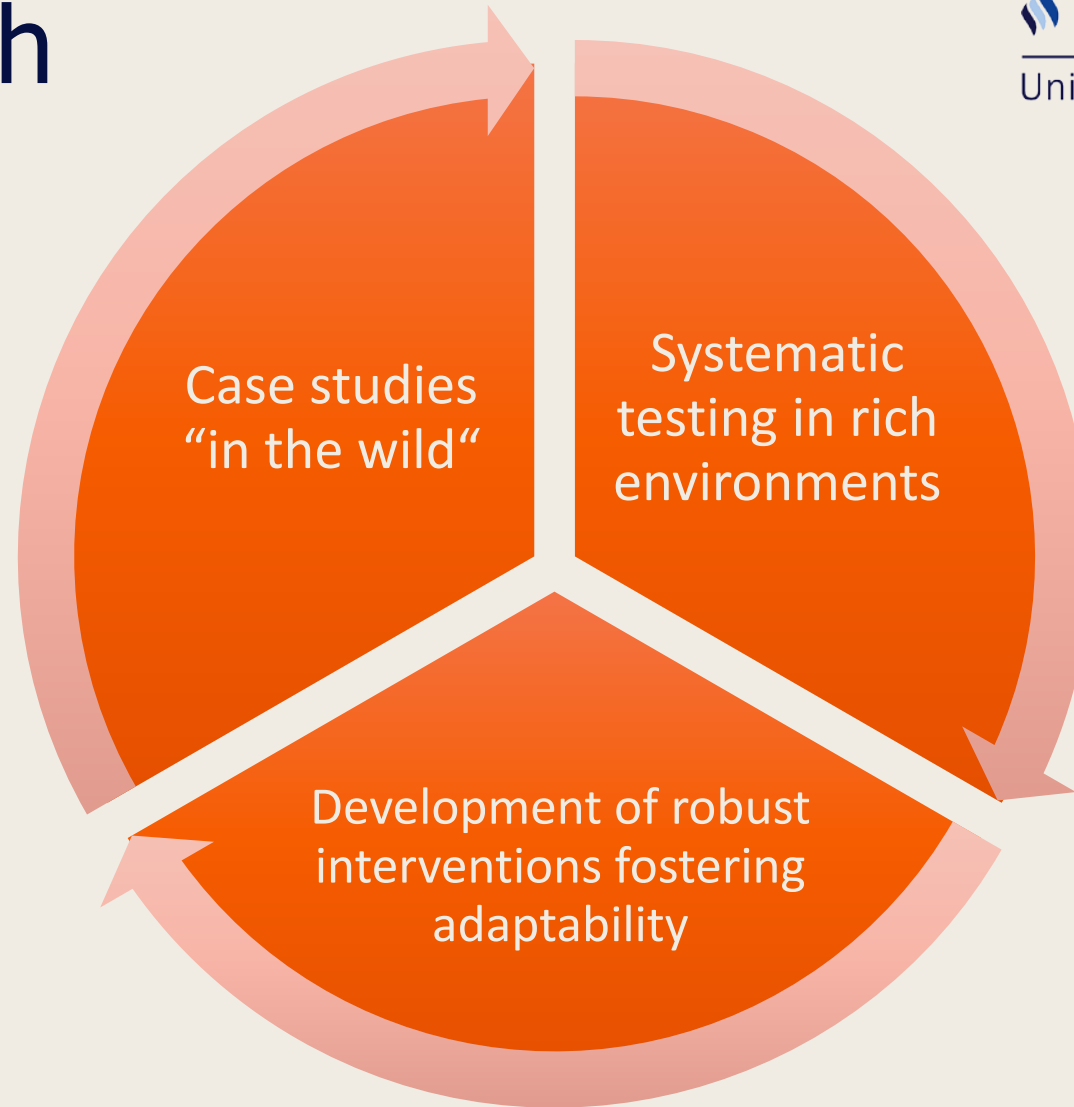 h
Uni
Case studies
“in the wild“
Systematic
testing in rich
environments
Development of robust
interventions fostering
adaptability